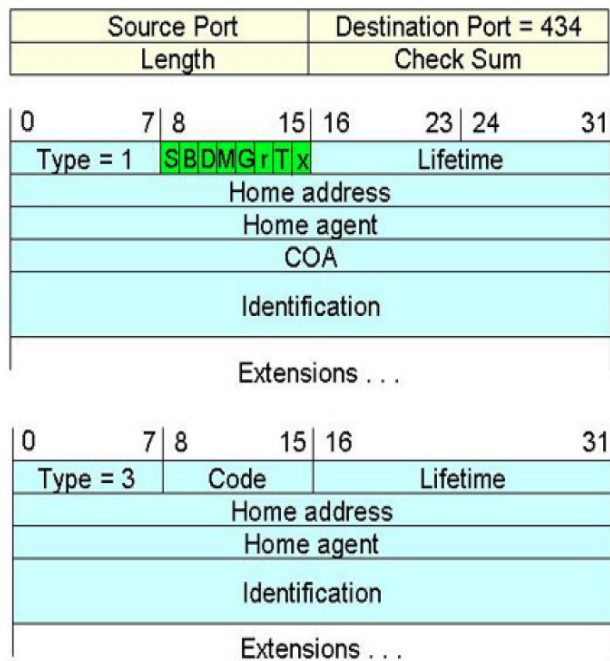 Source Port Destination Port = 434
Length Check Sum
0 7 8 15 16 23 24 31
Type = 1 S B D M G r T x Lifetime
Home address
Home agent
COA
Identification
Extensions . . .
0 7 8 15 16 31
Type = 3 Code Lifetime
Home address
Home agent
Identification
Extensions . . .